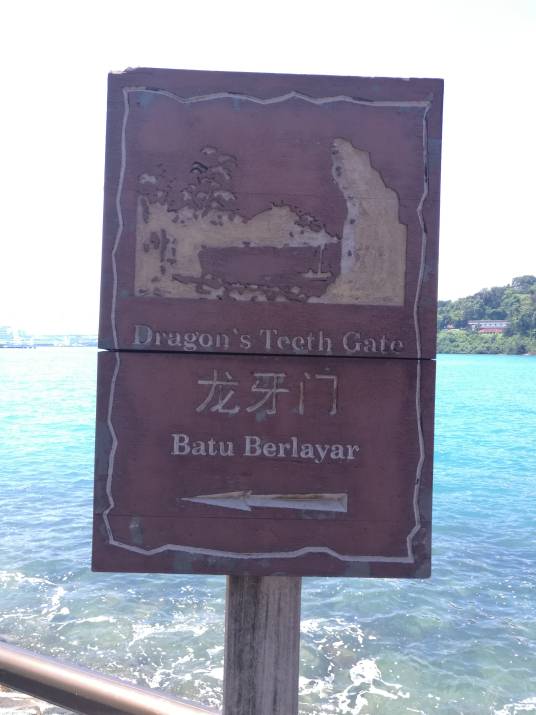 Dragon`s Teeth Gate
龙牙门
Batu Berlayar